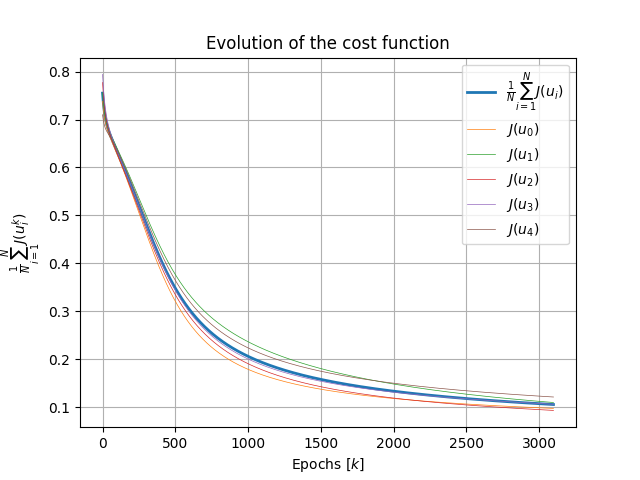 Evolution of the cost function
0.8
0.7
0.6
0.5
0.4
0.3
0.2
0.1
0
500
1000
1500
2000
2500
3000
Epochs [k]
1/N ∑_{i=1}^{N} J(u_i^k)
1/N ∑_{i=1}^{N} J(u_i)
J(u_0)
J(u_1)
J(u_2)
J(u_3)
J(u_4)